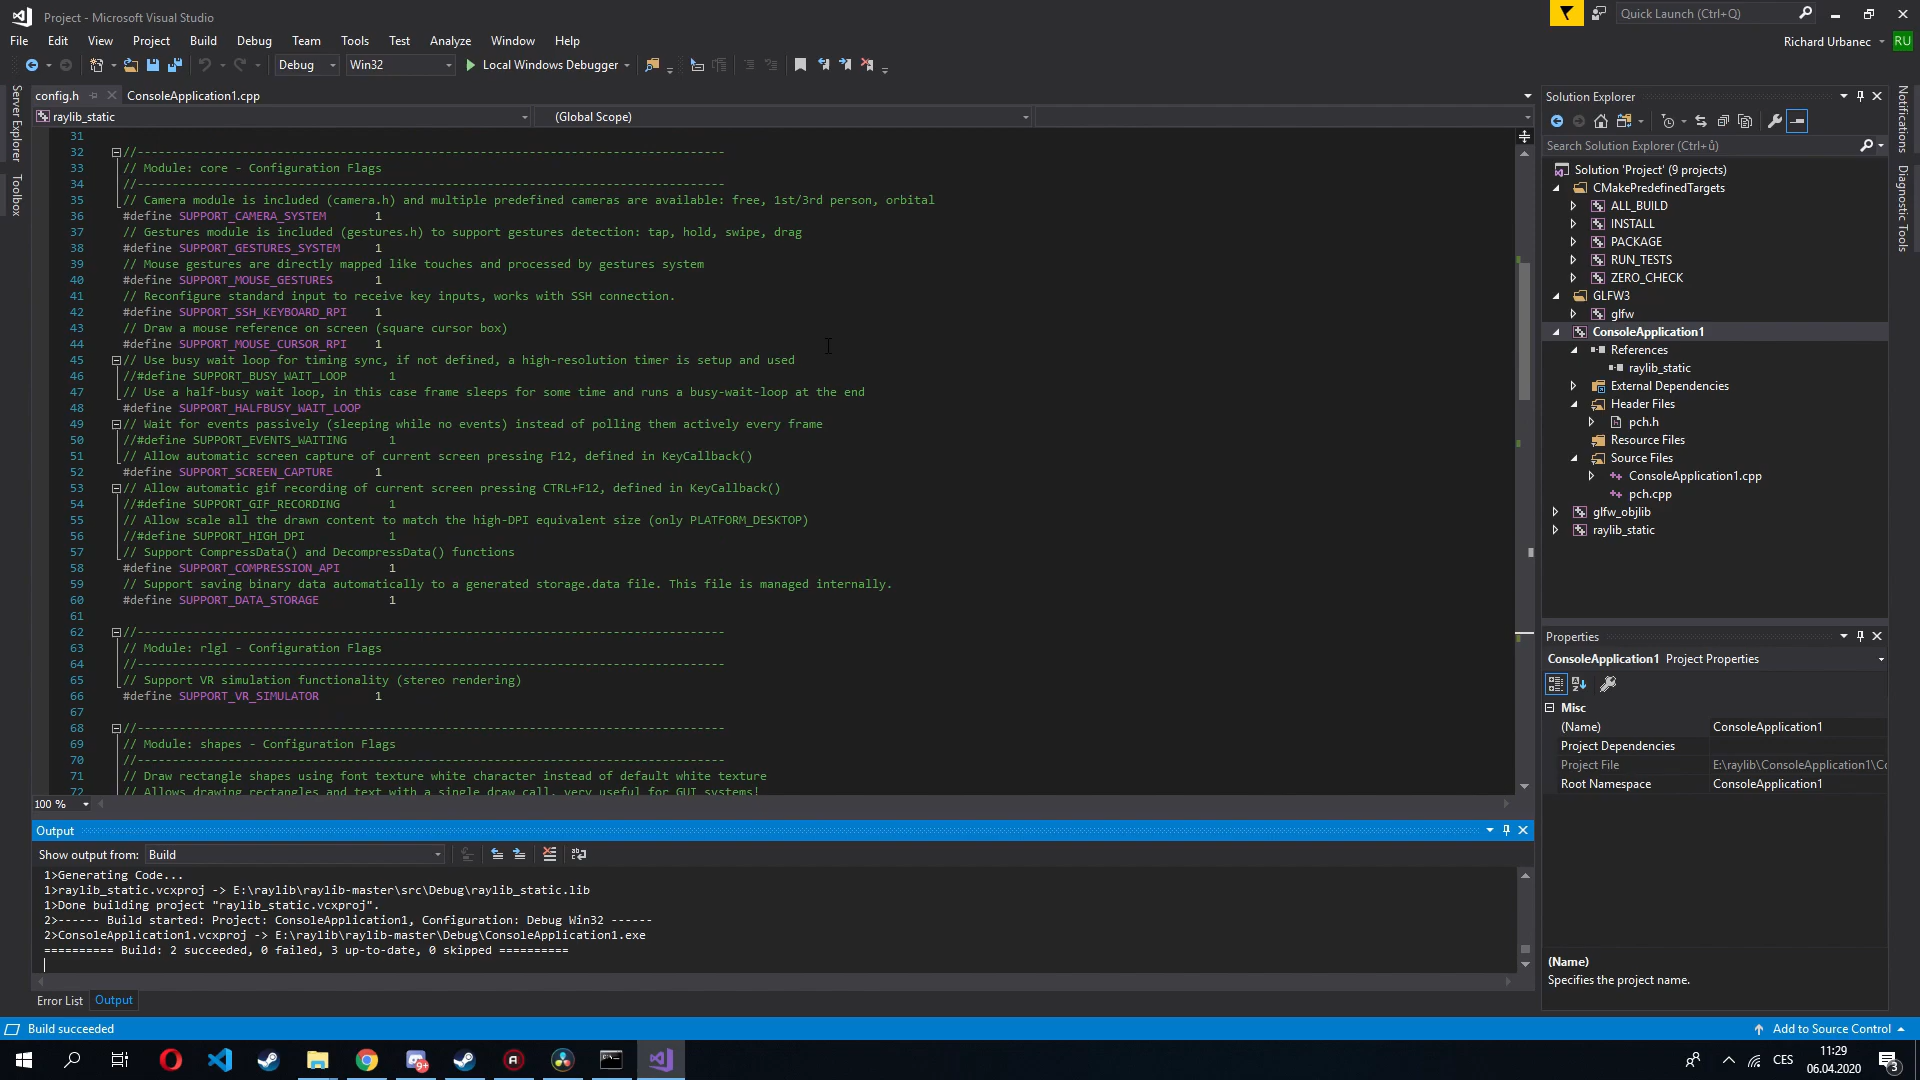 Project - Microsoft Visual Studio
Quick Launch (Ctrl+Q)
File Edit View Project Build Debug Team Tools Test Analyze Window Help
Richard Urbanec RU
Debug Win32 Local Windows Debugger
Server Explorer
Toolbox
config.h ConsoleApplication1.cpp
raylib_static (Global Scope)
31
32 //------------------------------------------------------------------------------------
33 // Module: core - Configuration Flags
34 //------------------------------------------------------------------------------------
35 // Camera module is included (camera.h) and multiple predefined cameras are available: free, 1st/3rd person, orbital
36 #define SUPPORT_CAMERA_SYSTEM 1
37 // Gestures module is included (gestures.h) to support gestures detection: tap, hold, swipe, drag
38 #define SUPPORT_GESTURES_SYSTEM 1
39 // Mouse gestures are directly mapped like touches and processed by gestures system
40 #define SUPPORT_MOUSE_GESTURES 1
41 // Reconfigure standard input to receive key inputs, works with SSH connection.
42 #define SUPPORT_SSH_KEYBOARD_RPI 1
43 // Draw a mouse reference on screen (square cursor box)
44 #define SUPPORT_MOUSE_CURSOR_RPI 1
45 // Use busy wait loop for timing sync, if not defined, a high-resolution timer is setup and used
46 //#define SUPPORT_BUSY_WAIT_LOOP 1
47 // Use a half-busy wait loop, in this case frame sleeps for some time and runs a busy-wait-loop at the end
48 #define SUPPORT_HALFBUSY_WAIT_LOOP
49 // Wait for events passively (sleeping while no events) instead of polling them actively every frame
50 //#define SUPPORT_EVENTS_WAITING 1
51 // Allow automatic screen capture of current screen pressing F12, defined in KeyCallback()
52 #define SUPPORT_SCREEN_CAPTURE 1
53 // Allow automatic gif recording of current screen pressing CTRL+F12, defined in KeyCallback()
54 //#define SUPPORT_GIF_RECORDING 1
55 // Allow scale all the drawn content to match the high-DPI equivalent size (only PLATFORM_DESKTOP)
56 //#define SUPPORT_HIGH_DPI 1
57 // Support CompressData() and DecompressData() functions
58 #define SUPPORT_COMPRESSION_API 1
59 // Support saving binary data automatically to a generated storage.data file. This file is managed internally.
60 #define SUPPORT_DATA_STORAGE 1
61
62 //------------------------------------------------------------------------------------
63 // Module: rlgl - Configuration Flags
64 //------------------------------------------------------------------------------------
65 // Support VR simulation functionality (stereo rendering)
66 #define SUPPORT_VR_SIMULATOR 1
67
68 //------------------------------------------------------------------------------------
69 // Module: shapes - Configuration Flags
70 //------------------------------------------------------------------------------------
71 // Draw rectangle shapes using font texture white character instead of default white texture
72 // Allows drawing rectangles and text with a single draw call, very useful for GUI systems!
100 %
Output
Show output from: Build
1>Generating Code...
1>raylib_static.vcxproj -> E:\raylib\raylib-master\src\Debug\raylib_static.lib
1>Done building project "raylib_static.vcxproj".
2>------ Build started: Project: ConsoleApplication1, Configuration: Debug Win32 ------
2>ConsoleApplication1.vcxproj -> E:\raylib\raylib-master\Debug\ConsoleApplication1.exe
========== Build: 2 succeeded, 0 failed, 3 up-to-date, 0 skipped ==========
Error List Output
Solution Explorer
Search Solution Explorer (Ctrl+ů)
Solution 'Project' (9 projects)
CMakePredefinedTargets
ALL_BUILD
INSTALL
PACKAGE
RUN_TESTS
ZERO_CHECK
GLFW3
glfw
ConsoleApplication1
References
raylib_static
External Dependencies
Header Files
pch.h
Resource Files
Source Files
ConsoleApplication1.cpp
pch.cpp
glfw_objlib
raylib_static
Properties
ConsoleApplication1 Project Properties
Misc
(Name) ConsoleApplication1
Project Dependencies
Project File E:\raylib\ConsoleApplication1\Co
Root Namespace ConsoleApplication1
(Name)
Specifies the project name.
Notifications
Diagnostic Tools
Build succeeded
Add to Source Control
CES
11:29
06.04.2020
3
9+